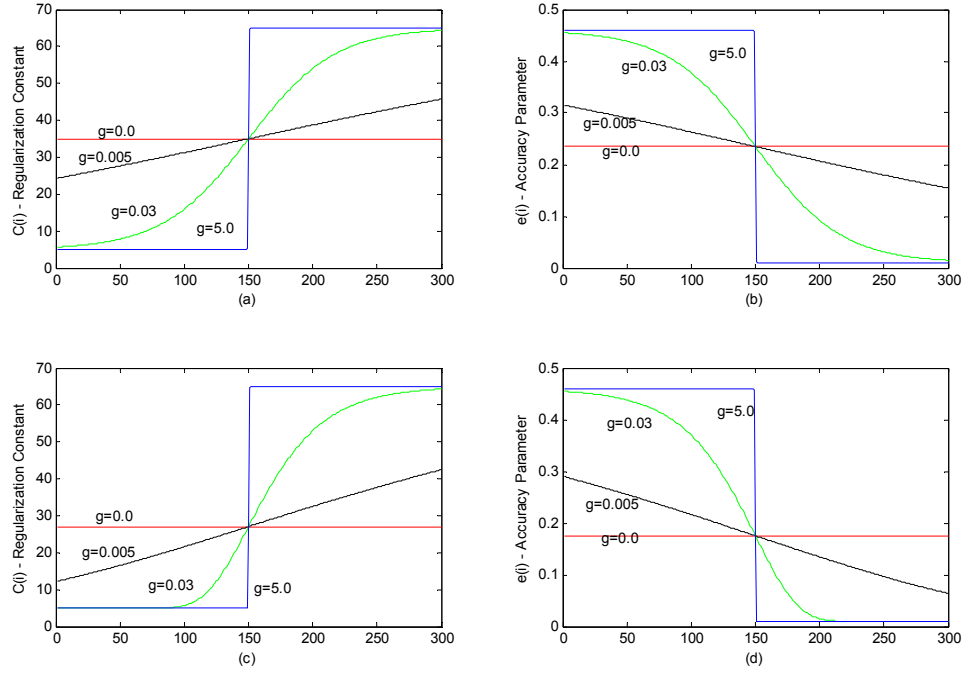 70
60
50
40
30
20
10
0
C(i) - Regularization Constant
g=5.0
g=0.0
g=0.005
g=0.03
g=5.0
0 50 100 150 200 250 300
(a)
0.5
0.4
0.3
0.2
0.1
0
e(i) - Accuracy Parameter
g=5.0
g=0.03
g=0.005
g=0.0
0 50 100 150 200 250 300
(b)
70
60
50
40
30
20
10
0
C(i) - Regularization Constant
g=0.0
g=0.005
g=0.03
g=5.0
0 50 100 150 200 250 300
(c)
0.5
0.4
0.3
0.2
0.1
0
e(i) - Accuracy Parameter
g=5.0
g=0.03
g=0.005
g=0.0
0 50 100 150 200 250 300
(d)